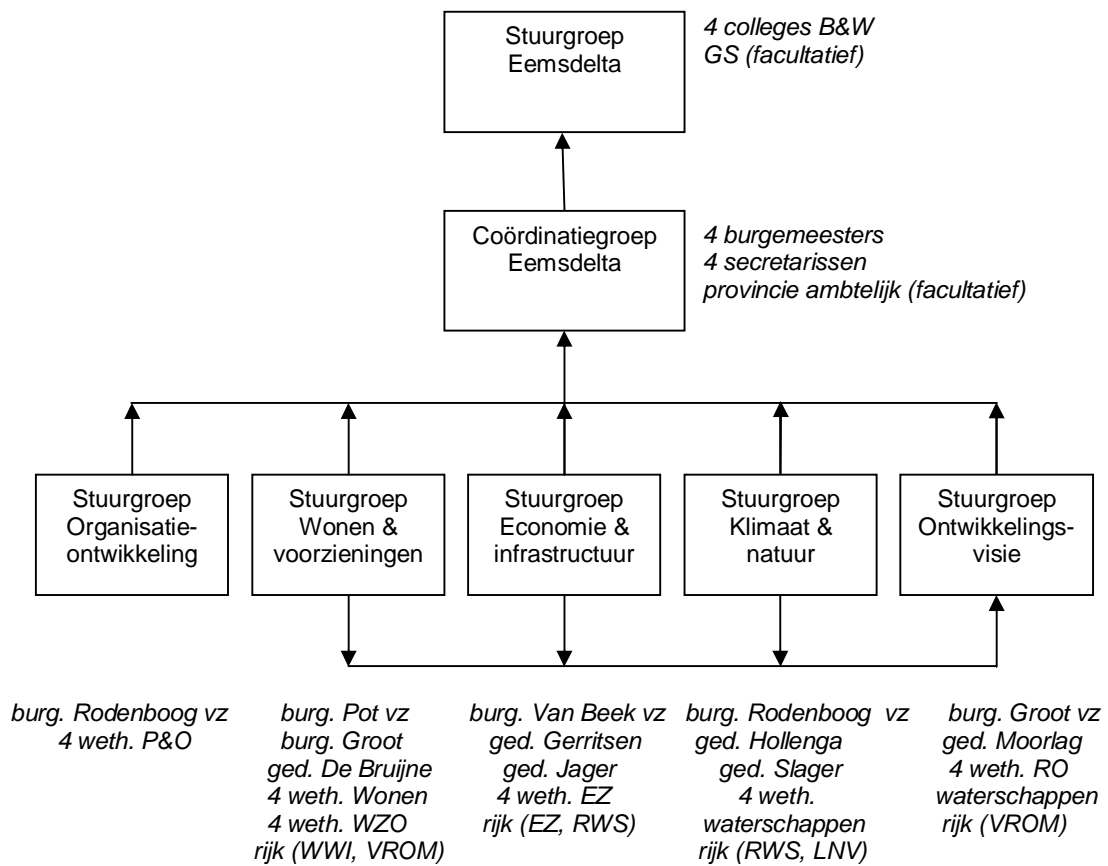 Stuurgroep
Eemsdelta
4 colleges B&W
GS (facultatief)
Coördinatiegroep
Eemsdelta
4 burgemeesters
4 secretarissen
provincie ambtelijk (facultatief)
Stuurgroep
Organisatie-
ontwikkeling
Stuurgroep
Wonen &
voorzieningen
Stuurgroep
Economie &
infrastructuur
Stuurgroep
Klimaat &
natuur
Stuurgroep
Ontwikkelings-
visie
burg. Rodenboog vz
4 weth. P&O
burg. Pot vz
burg. Groot
ged. De Bruijne
4 weth. Wonen
4 weth. WZO
rijk (WWI, VROM)
burg. Van Beek vz
ged. Gerritsen
ged. Jager
4 weth. EZ
rijk (EZ, RWS)
burg. Rodenboog vz
ged. Hollenga
ged. Slager
4 weth.
waterschappen
rijk (RWS, LNV)
burg. Groot vz
ged. Moorlag
4 weth. RO
waterschappen
rijk (VROM)